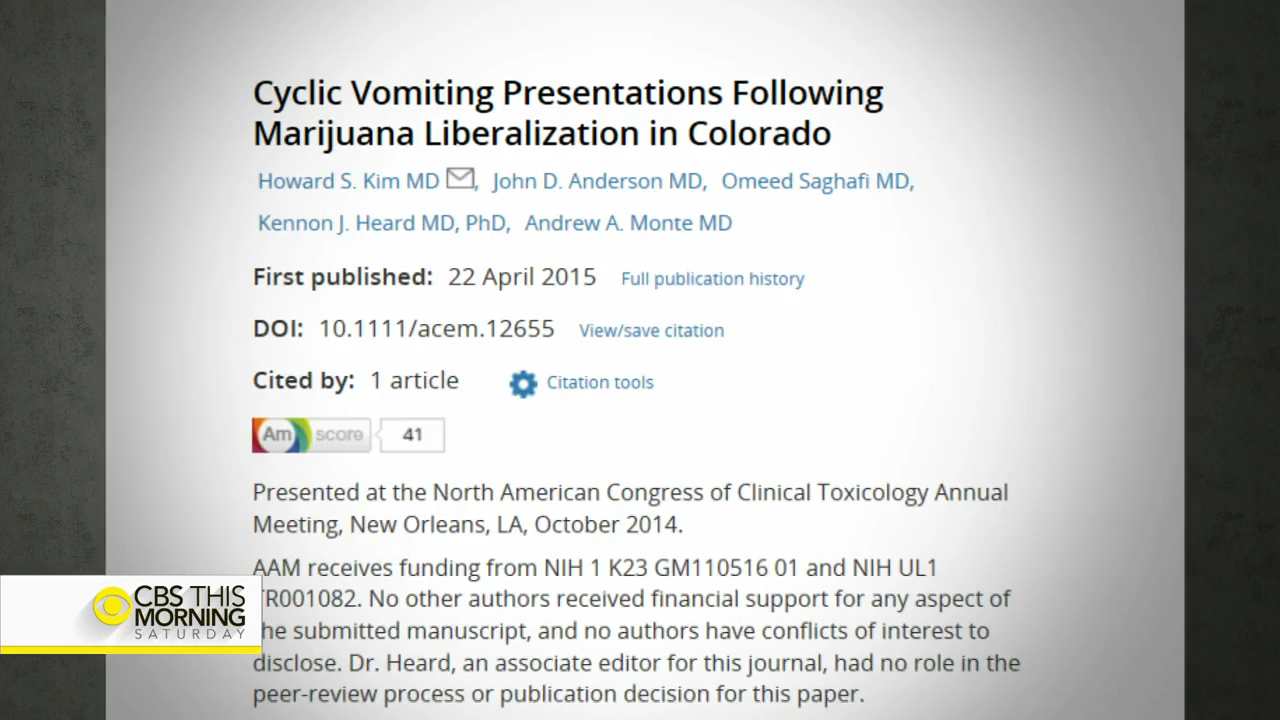 Cyclic Vomiting Presentations Following
Marijuana Liberalization in Colorado
Howard S. Kim MD, John D. Anderson MD, Omeed Saghafi MD,
Kennon J. Heard MD, PhD, Andrew A. Monte MD
First published: 22 April 2015 Full publication history
DOI: 10.1111/acem.12655 View/save citation
Cited by: 1 article Citation tools
Am score 41
Presented at the North American Congress of Clinical Toxicology Annual
Meeting, New Orleans, LA, October 2014.
AAM receives funding from NIH 1 K23 GM110516 01 and NIH UL1
TR001082. No other authors received financial support for any aspect of
the submitted manuscript, and no authors have conflicts of interest to
disclose. Dr. Heard, an associate editor for this journal, had no role in the
peer-review process or publication decision for this paper.
CBS THIS
MORNING
SATURDAY